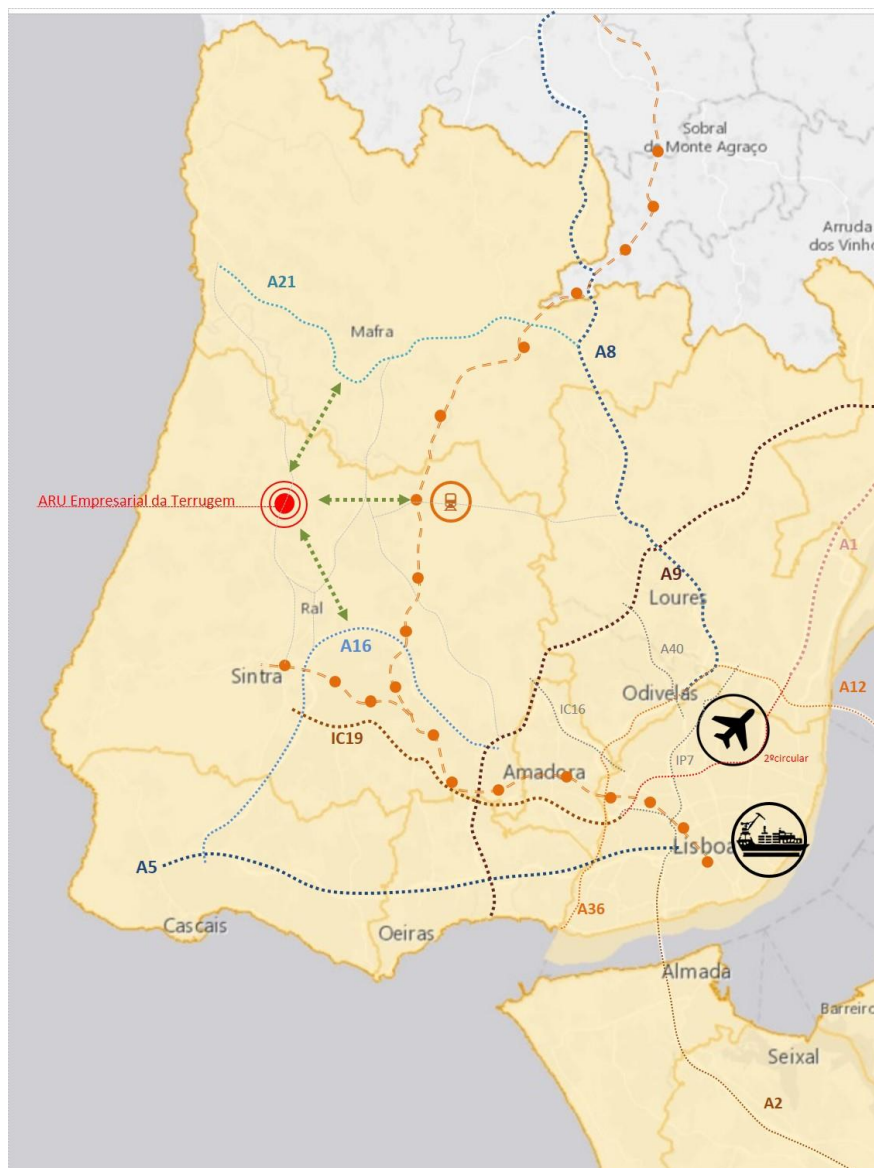 Sobral
de Monte Agraço
Arruda
dos Vinho
A21
Mafra
A8
ARU Empresarial da Terrugem
A1
A9
Loures
Ral
A16
A40
Sintra
Odivelas
A12
IC19
IC16
IP7
2ºcircular
Amadora
Lisboa
A5
A36
Cascais
Oeiras
Almada
Barreiro
Seixal
A2